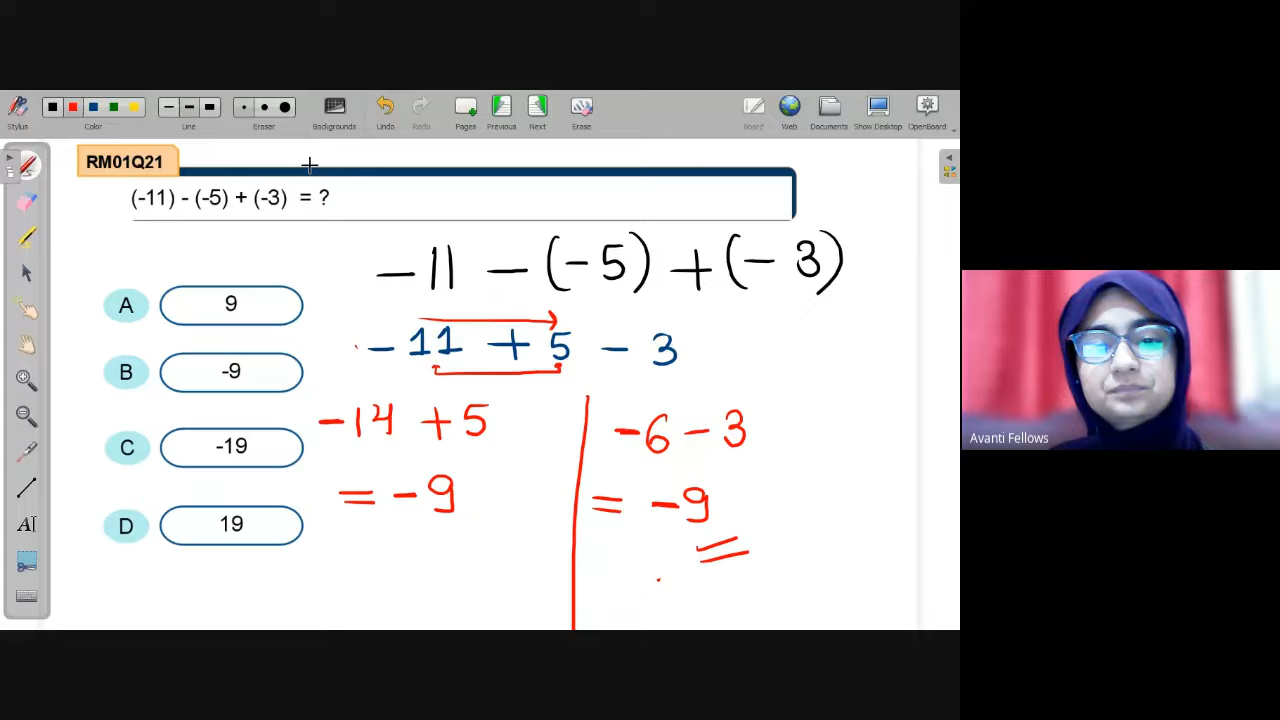 Stylus Color Line Eraser Backgrounds Undo Redo Pages Previous Next Erase Board Web Documents Show Desktop OpenBoard
RM01Q21
(-11) - (-5) + (-3) = ?
-11 - (-5) + (-3)
A 9
-11 + 5 - 3
B -9
-14 + 5
-6 - 3
C -19
= -9
= -9
D 19
AI
Avanti Fellows